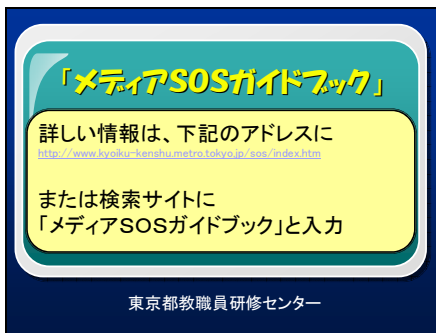 「メディアSOSガイドブック」
詳しい情報は、下記のアドレスに
http://www.kyoiku-kenshu.metro.tokyo.jp/sos/index.htm
または検索サイトに
「メディアSOSガイドブック」と入力
東京都教職員研修センター